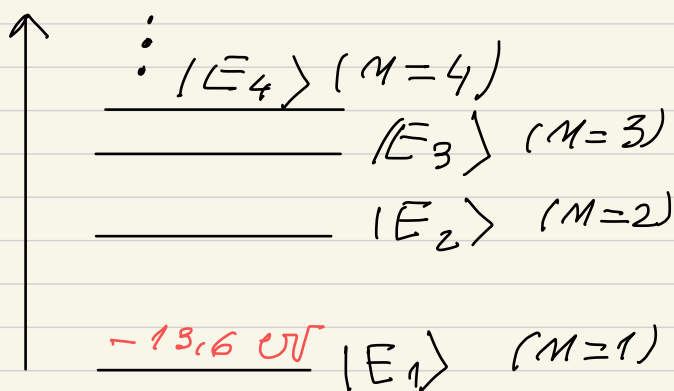 |E₄⟩ (n=4)
|E₃⟩ (n=3)
|E₂⟩ (n=2)
-13,6 eV |E₁⟩ (n=1)